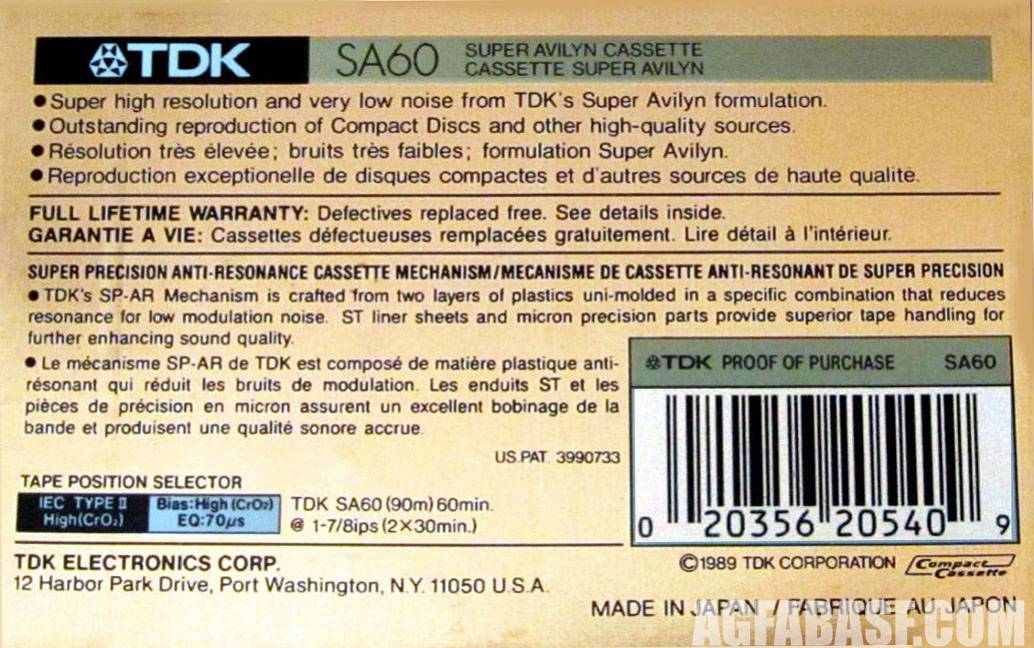 TDK SA60 SUPER AVILYN CASSETTE
CASSETTE SUPER AVILYN
● Super high resolution and very low noise from TDK's Super Avilyn formulation.
● Outstanding reproduction of Compact Discs and other high-quality sources.
● Résolution très élevée; bruits très faibles; formulation Super Avilyn.
● Reproduction exceptionelle de disques compactes et d'autres sources de haute qualité.
FULL LIFETIME WARRANTY: Defectives replaced free. See details inside.
GARANTIE A VIE: Cassettes défectueuses remplacées gratuitement. Lire détail à l'intérieur.
SUPER PRECISION ANTI-RESONANCE CASSETTE MECHANISM/MECANISME DE CASSETTE ANTI-RESONANT DE SUPER PRECISION
● TDK's SP-AR Mechanism is crafted from two layers of plastics uni-molded in a specific combination that reduces
resonance for low modulation noise. ST liner sheets and micron precision parts provide superior tape handling for
further enhancing sound quality.
● Le mécanisme SP-AR de TDK est composé de matière plastique anti-
résonant qui réduit les bruits de modulation. Les enduits ST et les
pièces de précision en micron assurent un excellent bobinage de la
bande et produisent une qualité sonore accrue.
US.PAT. 3990733
TDK PROOF OF PURCHASE SA60
0 20356 20540 9
TAPE POSITION SELECTOR
IEC TYPE II
High(CrO₂)
Bias:High (CrO₂)
EQ:70µs
TDK SA60 (90m) 60min.
@ 1-7/8ips (2×30min.)
TDK ELECTRONICS CORP.
12 Harbor Park Drive, Port Washington, N.Y. 11050 U.S.A.
©1989 TDK CORPORATION
Compact
Cassette
MADE IN JAPAN / FABRIQUE AU JAPON
AGFABASE.COM